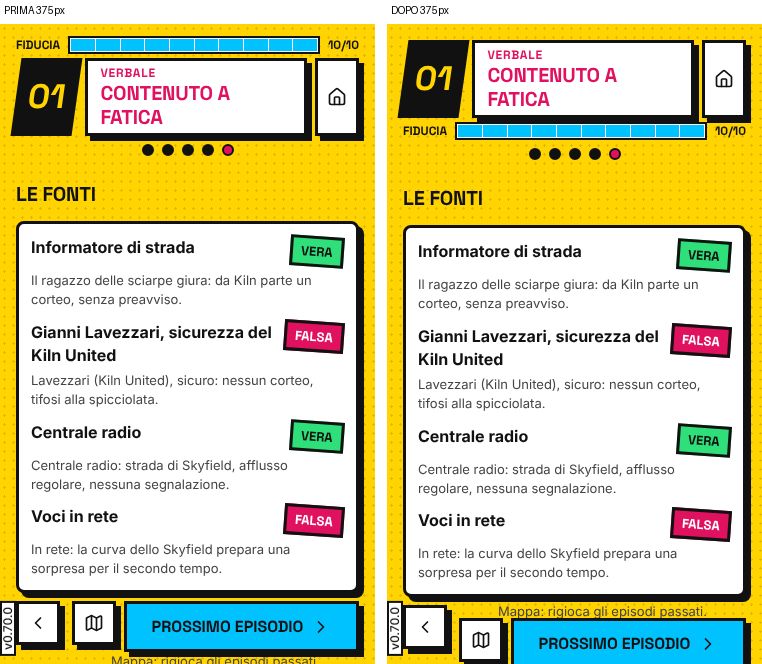 PRIMA 375px
FIDUCIA 10/10
01
VERBALE
CONTENUTO A
FATICA
LE FONTI
Informatore di strada
VERA
Il ragazzo delle sciarpe giura: da Kiln parte un
corteo, senza preavviso.
Gianni Lavezzari, sicurezza del
Kiln United
FALSA
Lavezzari (Kiln United), sicuro: nessun corteo,
tifosi alla spicciolata.
Centrale radio
VERA
Centrale radio: strada di Skyfield, afflusso
regolare, nessuna segnalazione.
Voci in rete
FALSA
In rete: la curva dello Skyfield prepara una
sorpresa per il secondo tempo.
v0.70.0
PROSSIMO EPISODIO
Mappa: rigioca gli episodi passati.
DOPO 375px
01
VERBALE
CONTENUTO A
FATICA
FIDUCIA 10/10
LE FONTI
Informatore di strada
VERA
Il ragazzo delle sciarpe giura: da Kiln parte un
corteo, senza preavviso.
Gianni Lavezzari, sicurezza del
Kiln United
FALSA
Lavezzari (Kiln United), sicuro: nessun corteo,
tifosi alla spicciolata.
Centrale radio
VERA
Centrale radio: strada di Skyfield, afflusso
regolare, nessuna segnalazione.
Voci in rete
FALSA
In rete: la curva dello Skyfield prepara una
sorpresa per il secondo tempo.
Mappa: rigioca gli episodi passati.
v0.70.0
PROSSIMO EPISODIO